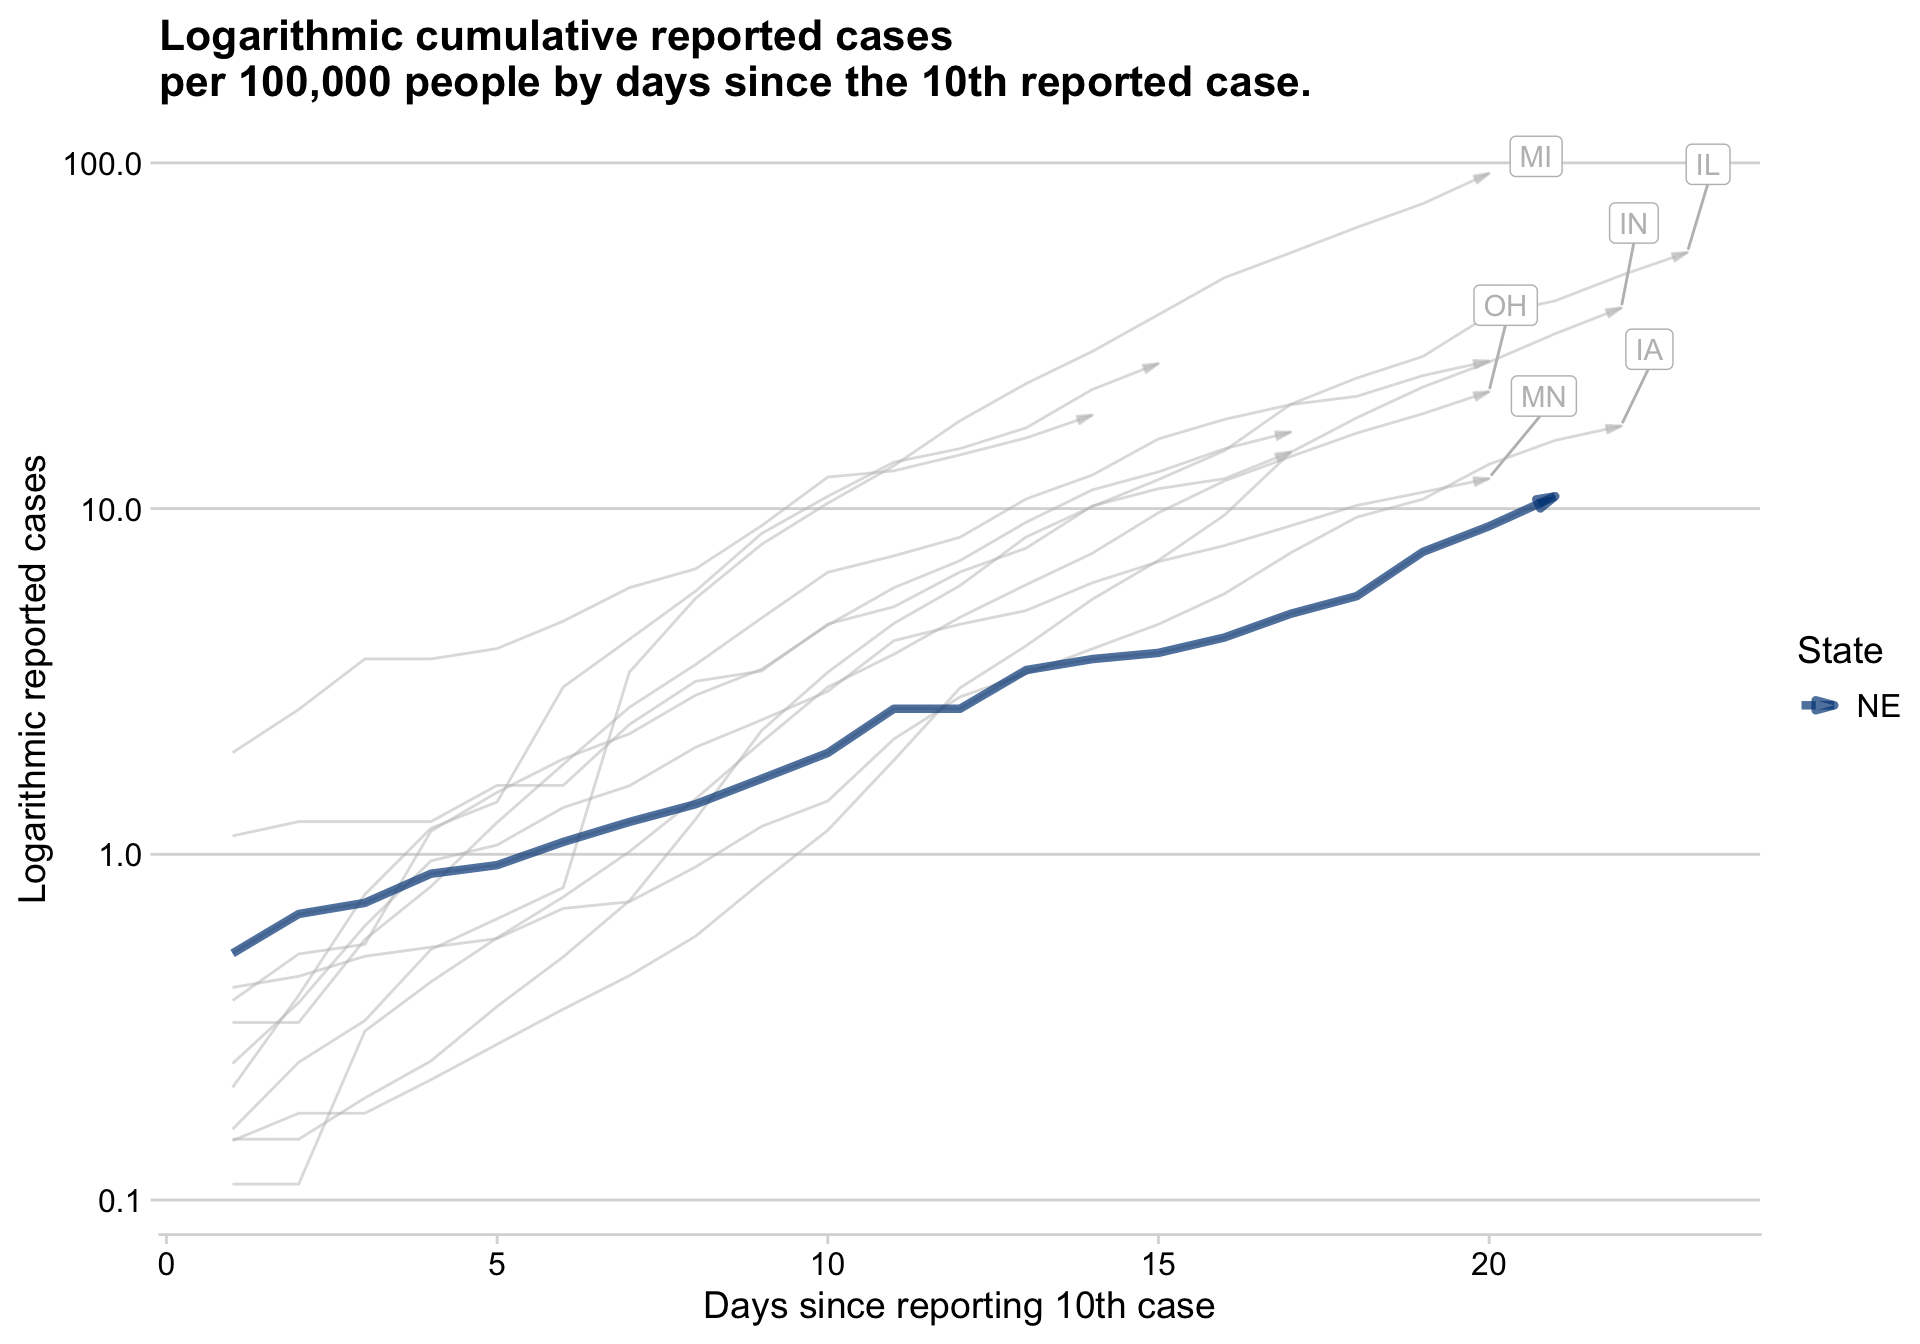 Logarithmic cumulative reported cases
per 100,000 people by days since the 10th reported case.
100.0
10.0
1.0
0.1
Logarithmic reported cases
MI
IL
IN
OH
IA
MN
State
NE
0
5
10
15
20
Days since reporting 10th case